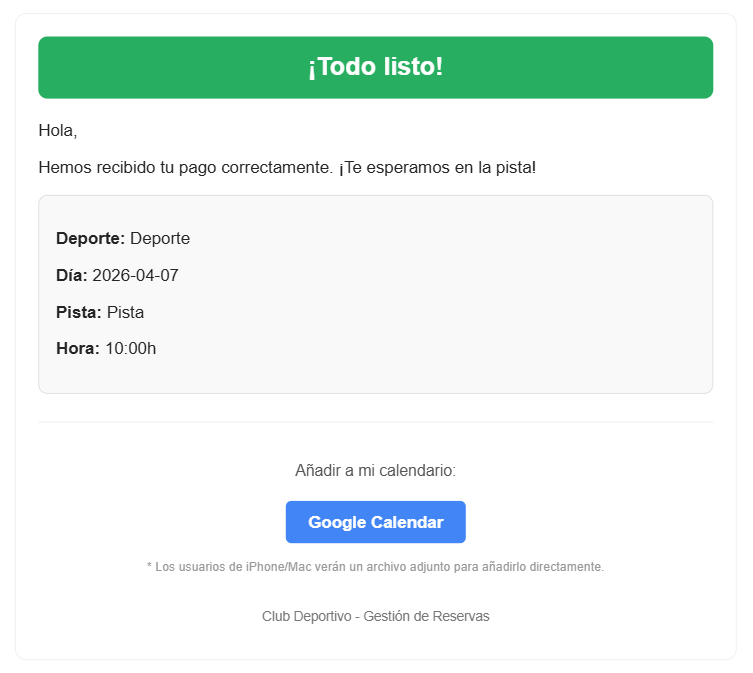 ¡Todo listo!
Hola,
Hemos recibido tu pago correctamente. ¡Te esperamos en la pista!
Deporte: Deporte
Día: 2026-04-07
Pista: Pista
Hora: 10:00h
Añadir a mi calendario:
Google Calendar
* Los usuarios de iPhone/Mac verán un archivo adjunto para añadirlo directamente.
Club Deportivo - Gestión de Reservas